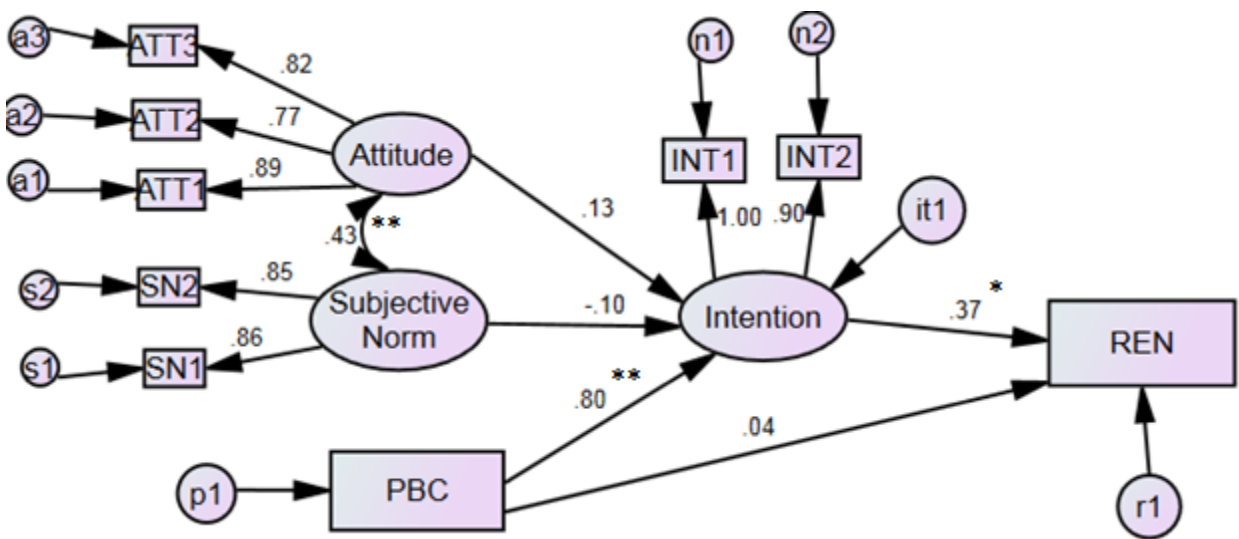 a3
ATT3
.82
a2
ATT2
.77
a1
ATT1
.89
Attitude
.43
**
s2
SN2
.85
s1
SN1
.86
Subjective
Norm
.13
-.10
n1
n2
INT1
INT2
1.00
.90
it1
Intention
.37
*
REN
.80
**
.04
p1
PBC
r1